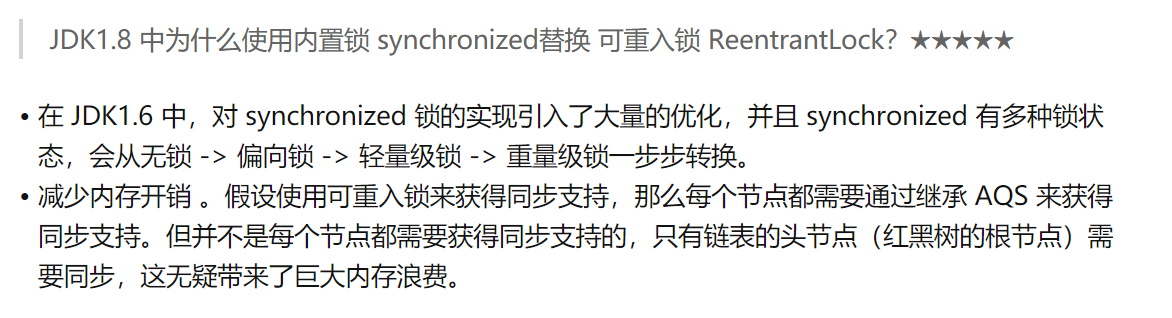 JDK1.8 中为什么使用内置锁 synchronized替换 可重入锁 ReentrantLock？★★★★★
• 在 JDK1.6 中，对 synchronized 锁的实现引入了大量的优化，并且 synchronized 有多种锁状
态，会从无锁 -> 偏向锁 -> 轻量级锁 -> 重量级锁一步步转换。
• 减少内存开销 。假设使用可重入锁来获得同步支持，那么每个节点都需要通过继承 AQS 来获得
同步支持。但并不是每个节点都需要获得同步支持的，只有链表的头节点（红黑树的根节点）需
要同步，这无疑带来了巨大内存浪费。